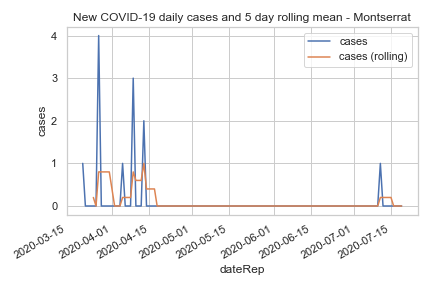 New COVID-19 daily cases and 5 day rolling mean - Montserrat
cases
cases (rolling)
4
3
2
1
0
cases
2020-03-15
2020-04-01
2020-04-15
2020-05-01
2020-05-15
2020-06-01
2020-06-15
2020-07-01
2020-07-15
dateRep